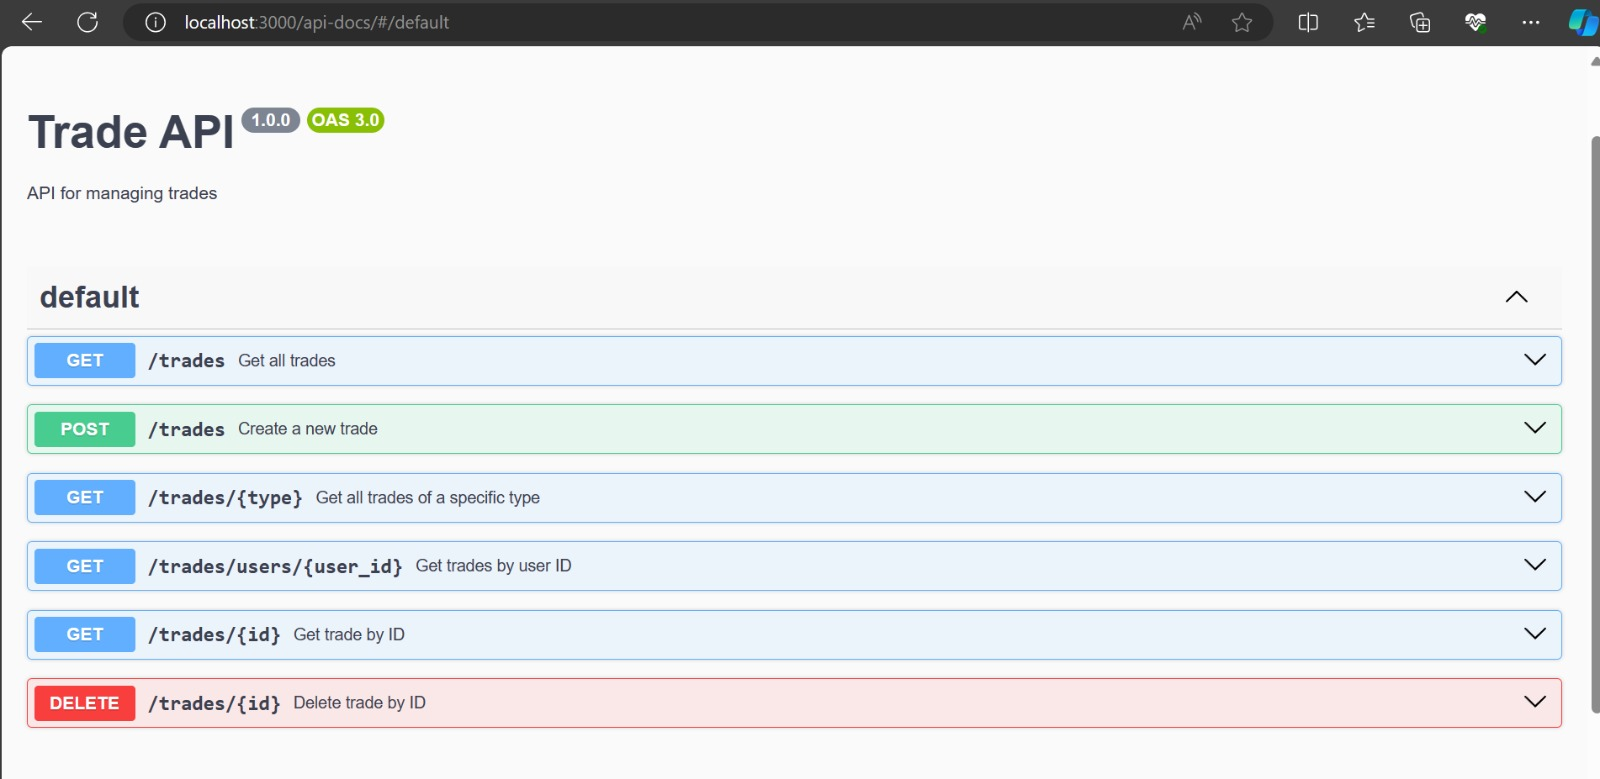 localhost:3000/api-docs/#/default
Trade API 1.0.0 OAS 3.0
API for managing trades
default
GET /trades Get all trades
POST /trades Create a new trade
GET /trades/{type} Get all trades of a specific type
GET /trades/users/{user_id} Get trades by user ID
GET /trades/{id} Get trade by ID
DELETE /trades/{id} Delete trade by ID